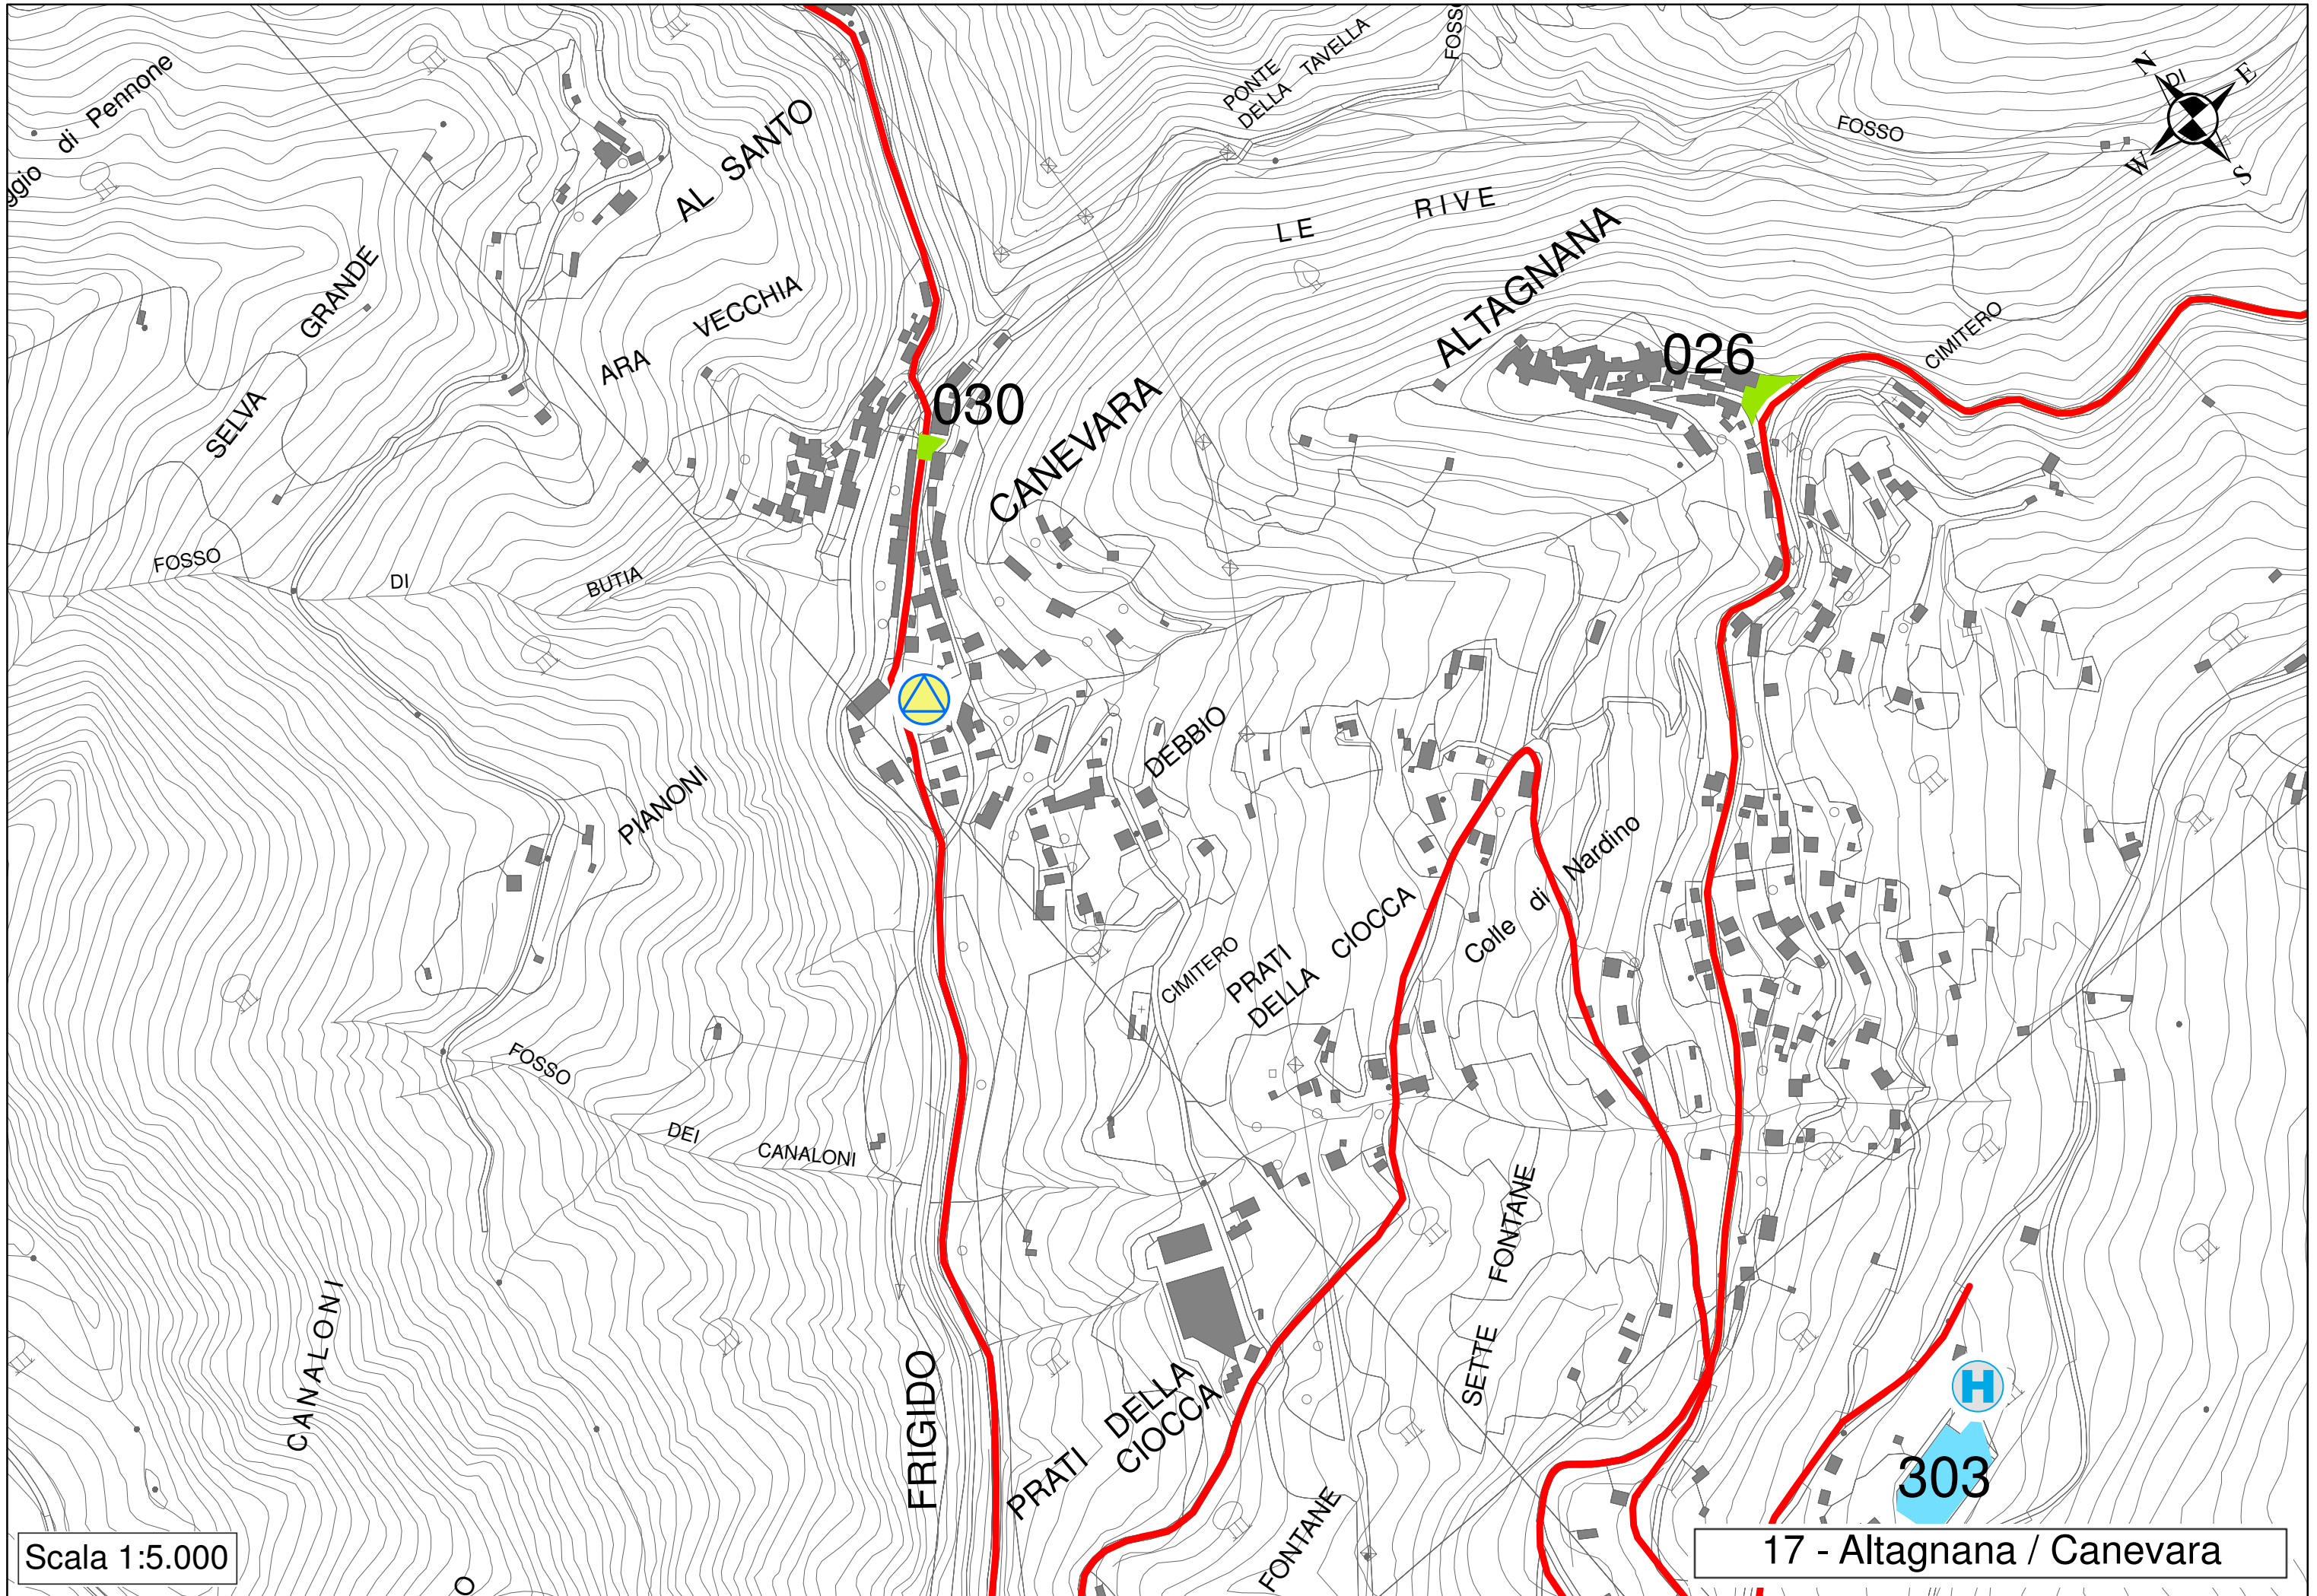 di Pennone
AL SANTO
PONTE
DELLA TAVELLA
FOSSO
FOSSO
DI
N
E
W
S
LE RIVE
SELVA GRANDE
ARA VECCHIA
ALTAGNANA
026
CIMITERO
030
CANEVARA
FOSSO DI BUTIA
PIANONI
DEBBIO
Colle di Nardino
CIMITERO
PRATI
DELLA CIOCCA
FOSSO DEI CANALONI
CANALONI
FRIGIDO
PRATI DELLA
CIOCCA
SETTE FONTANE
FONTANE
H
303
Scala 1:5.000
17 - Altagnana / Canevara